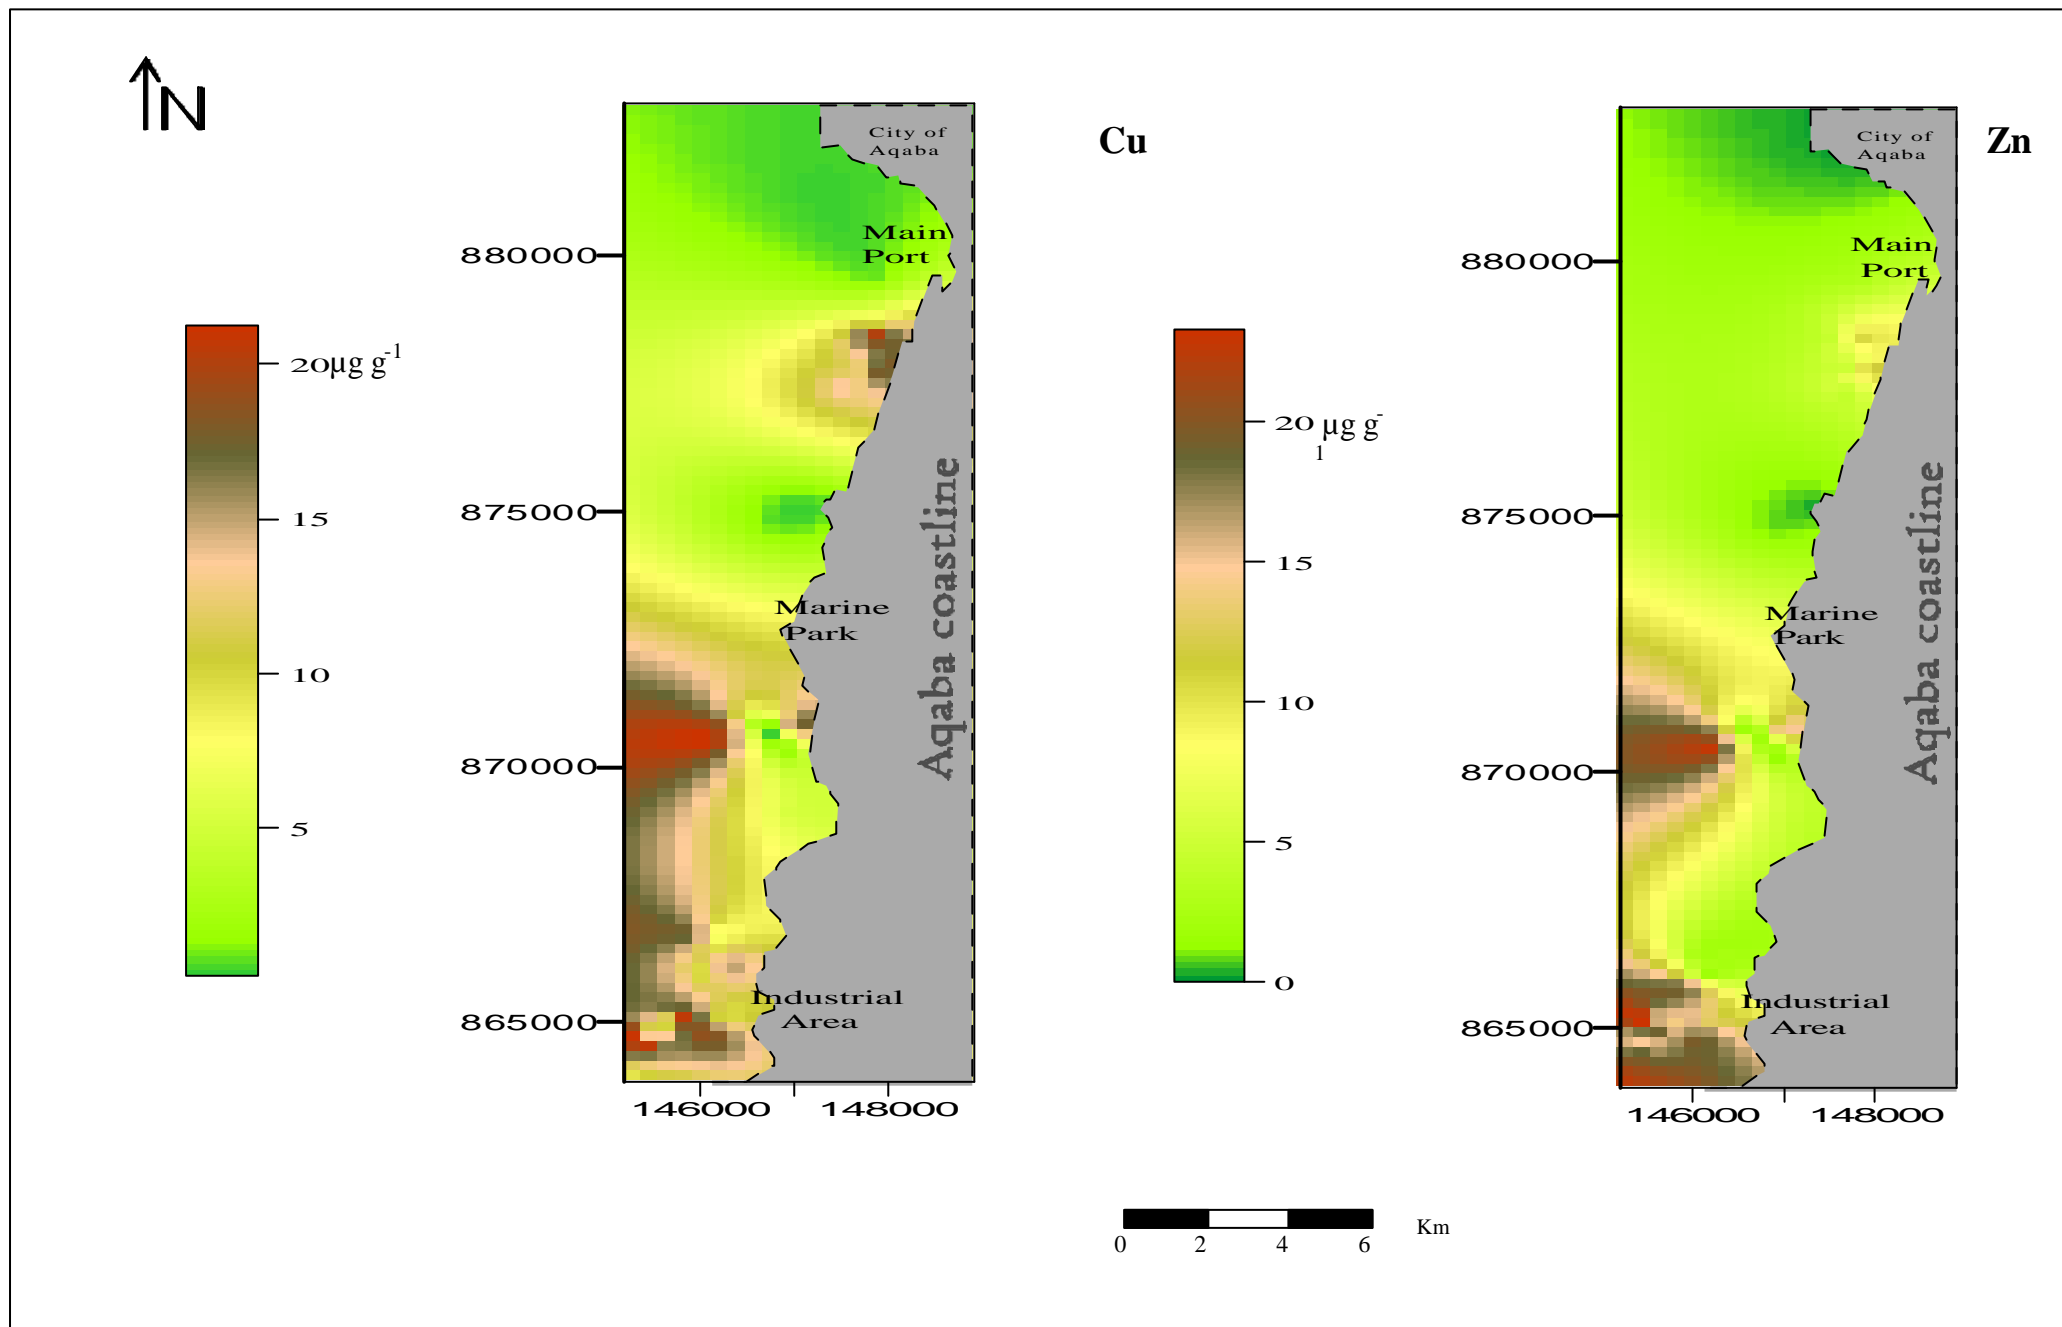 N
Cu
Zn
City of
Aqaba
Main
Port
880000
875000
870000
865000
Marine
Park
Industrial
Area
Aqaba coastline
146000
148000
20µg g-1
15
10
5
City of
Aqaba
Main
Port
880000
875000
870000
865000
Marine
Park
Industrial
Area
Aqaba coastline
146000
148000
20 µg g-
1
15
10
5
0
0 2 4 6 Km